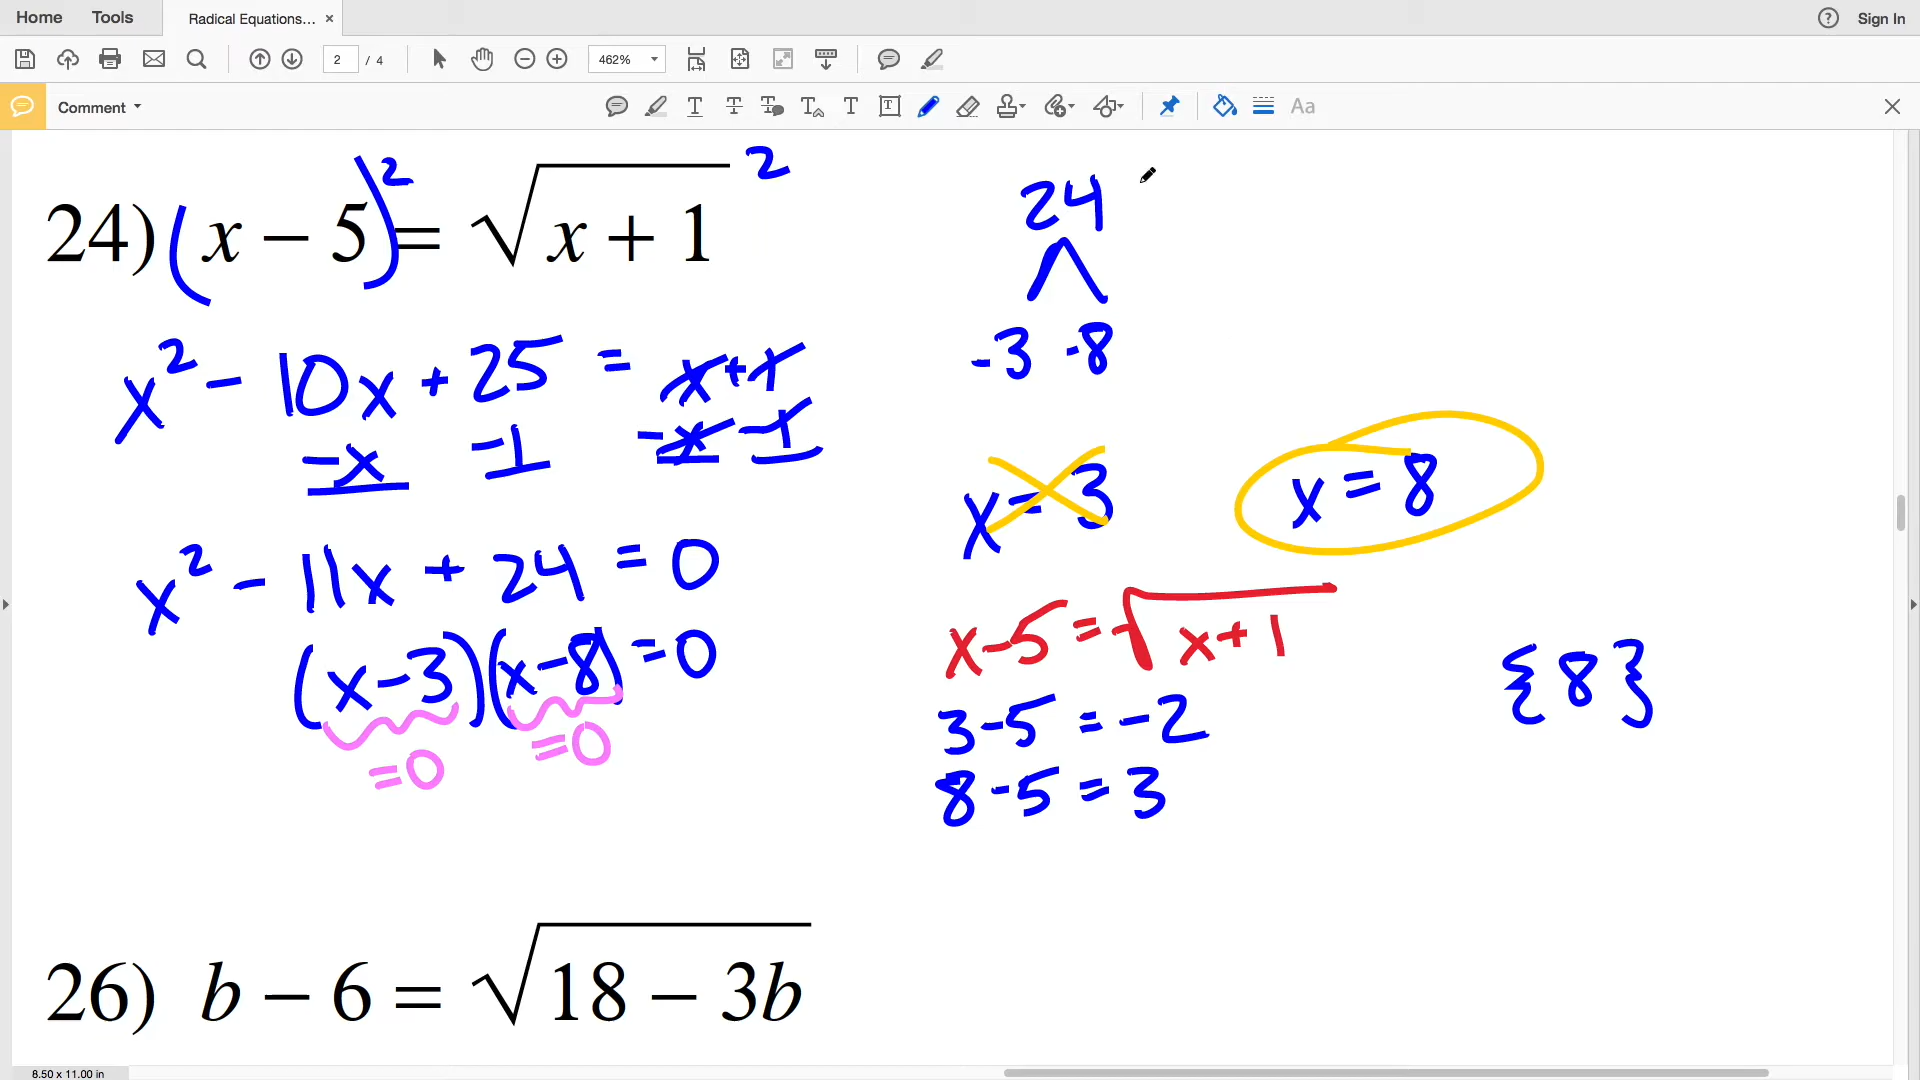 Home Tools Radical Equations... × Sign In
2 / 4 462%
Comment Aa
24) (x − 5)² = √(x + 1) ²
x² − 10x + 25 = x + 1
−x −1 −x −1
x² − 11x + 24 = 0
(x − 3)(x − 8) = 0
=0 =0
24
-3 -8
x = 3 x = 8
x − 5 = √(x + 1)
3 − 5 = −2
8 − 5 = 3
{8}
26) b − 6 = √(18 − 3b)
8.50 x 11.00 in